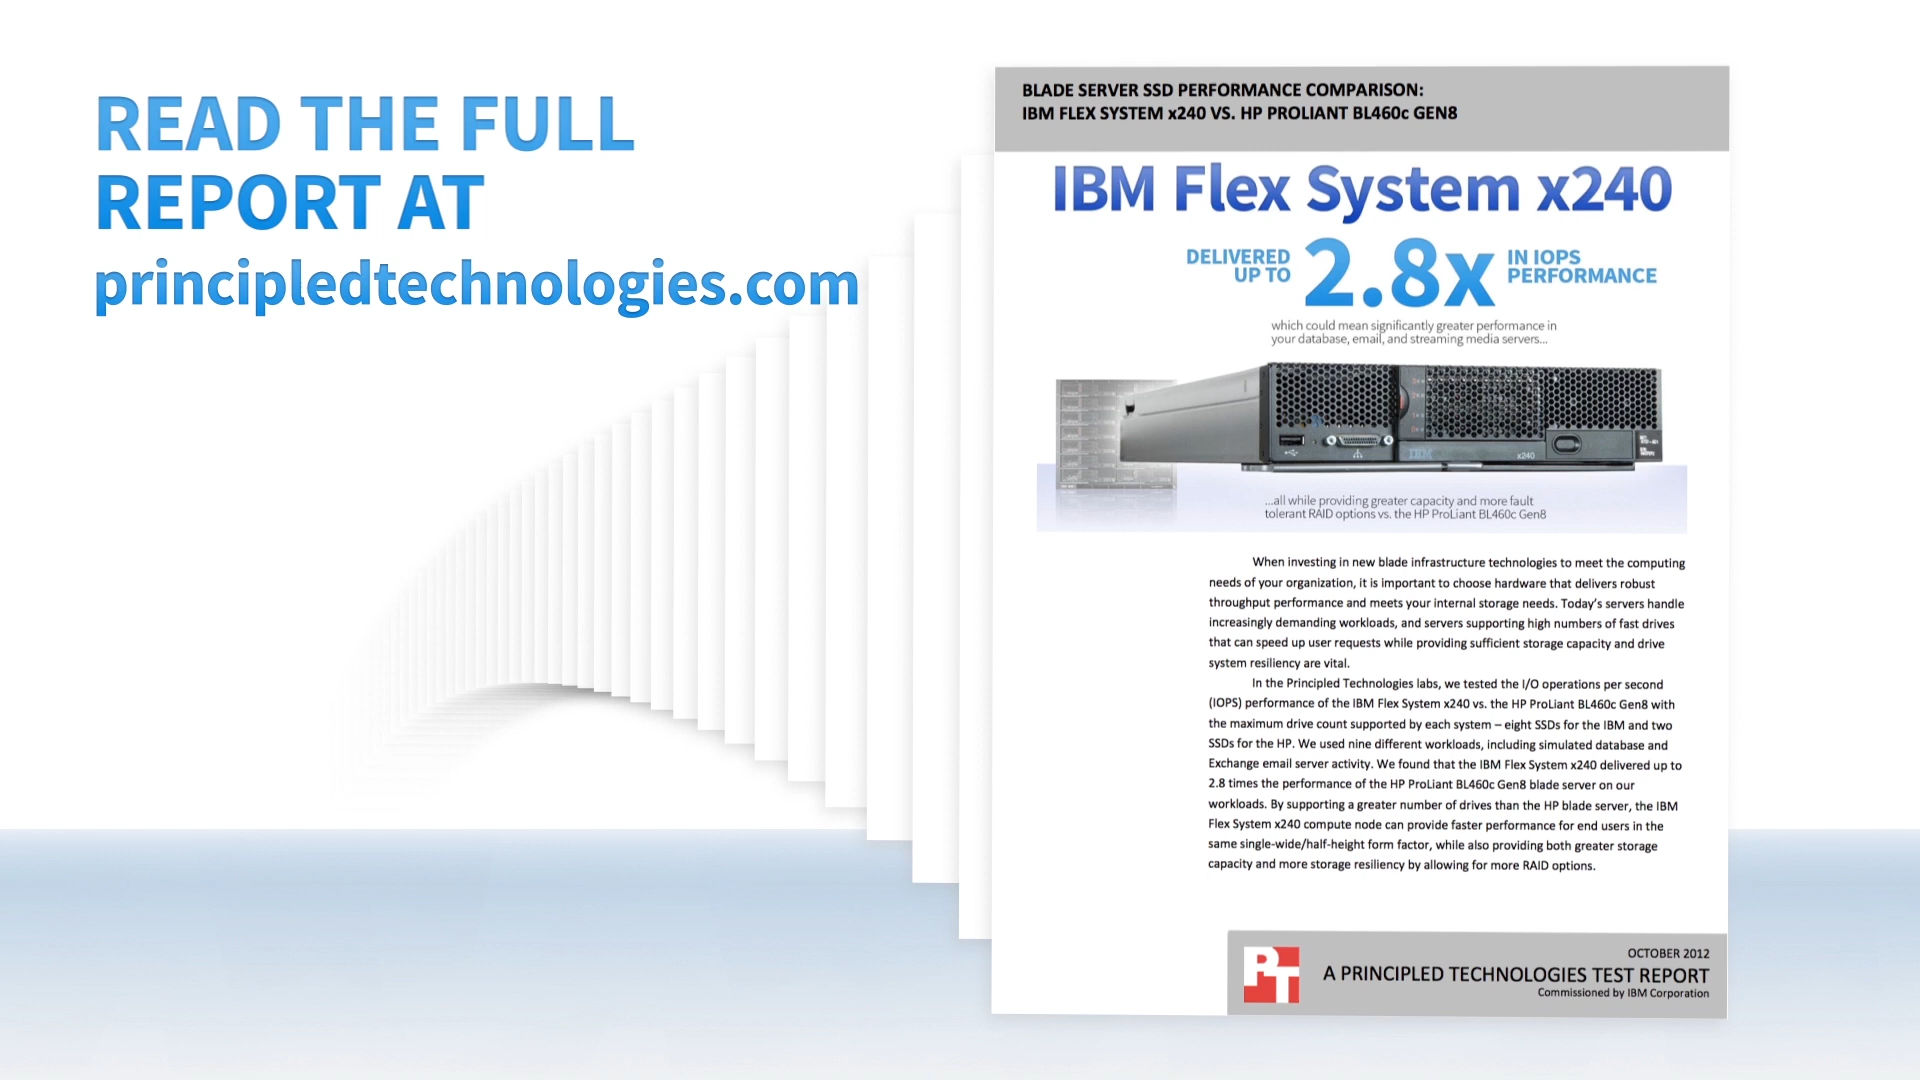 READ THE FULL
REPORT AT
principledtechnologies.com
BLADE SERVER SSD PERFORMANCE COMPARISON:
IBM FLEX SYSTEM x240 VS. HP PROLIANT BL460c GEN8
IBM Flex System x240
DELIVERED
UP TO
2.8x
IN IOPS
PERFORMANCE
which could mean significantly greater performance in
your database, email, and streaming media servers...
IBM
x240
...all while providing greater capacity and more fault
tolerant RAID options vs. the HP ProLiant BL460c Gen8
When investing in new blade infrastructure technologies to meet the computing
needs of your organization, it is important to choose hardware that delivers robust
throughput performance and meets your internal storage needs. Today's servers handle
increasingly demanding workloads, and servers supporting high numbers of fast drives
that can speed up user requests while providing sufficient storage capacity and drive
system resiliency are vital.
In the Principled Technologies labs, we tested the I/O operations per second
(IOPS) performance of the IBM Flex System x240 vs. the HP ProLiant BL460c Gen8 with
the maximum drive count supported by each system – eight SSDs for the IBM and two
SSDs for the HP. We used nine different workloads, including simulated database and
Exchange email server activity. We found that the IBM Flex System x240 delivered up to
2.8 times the performance of the HP ProLiant BL460c Gen8 blade server on our
workloads. By supporting a greater number of drives than the HP blade server, the IBM
Flex System x240 compute node can provide faster performance for end users in the
same single-wide/half-height form factor, while also providing both greater storage
capacity and more storage resiliency by allowing for more RAID options.
PT
OCTOBER 2012
A PRINCIPLED TECHNOLOGIES TEST REPORT
Commissioned by IBM Corporation